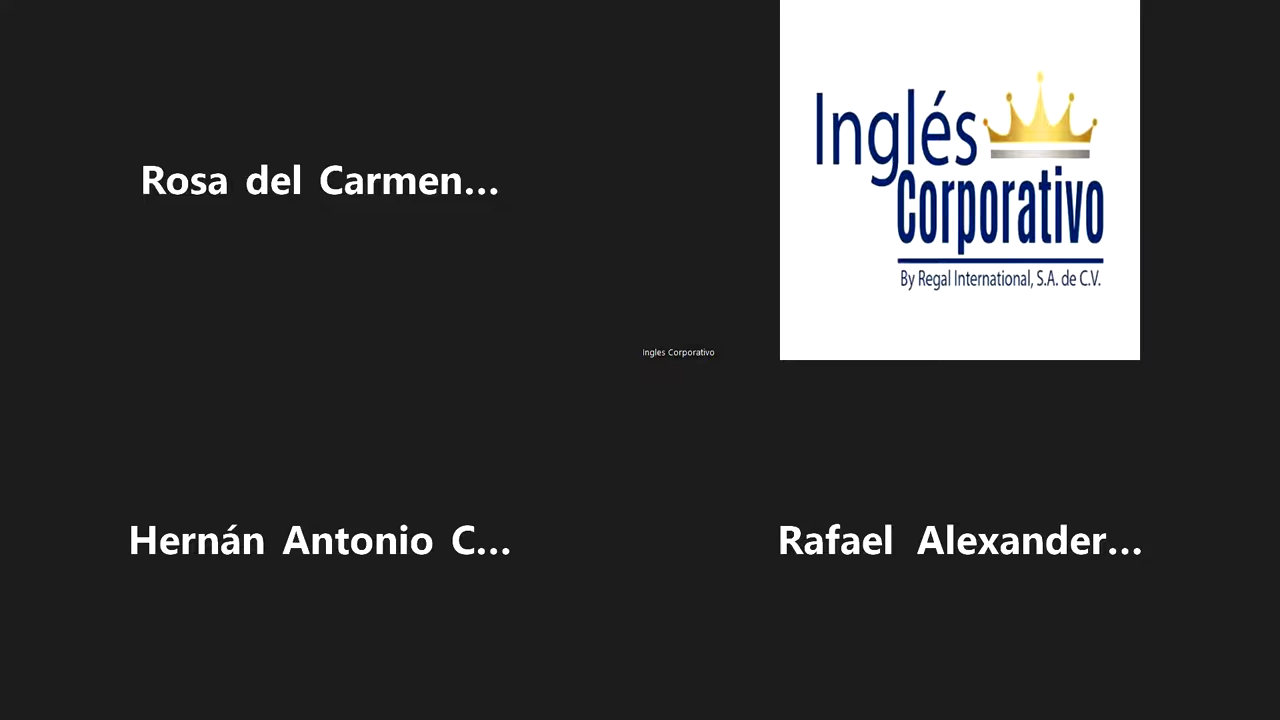 Rosa del Carmen...
Inglés
Corporativo
By Regal International, S.A. de C.V.
Ingles Corporativo
Hernán Antonio C...
Rafael Alexander...